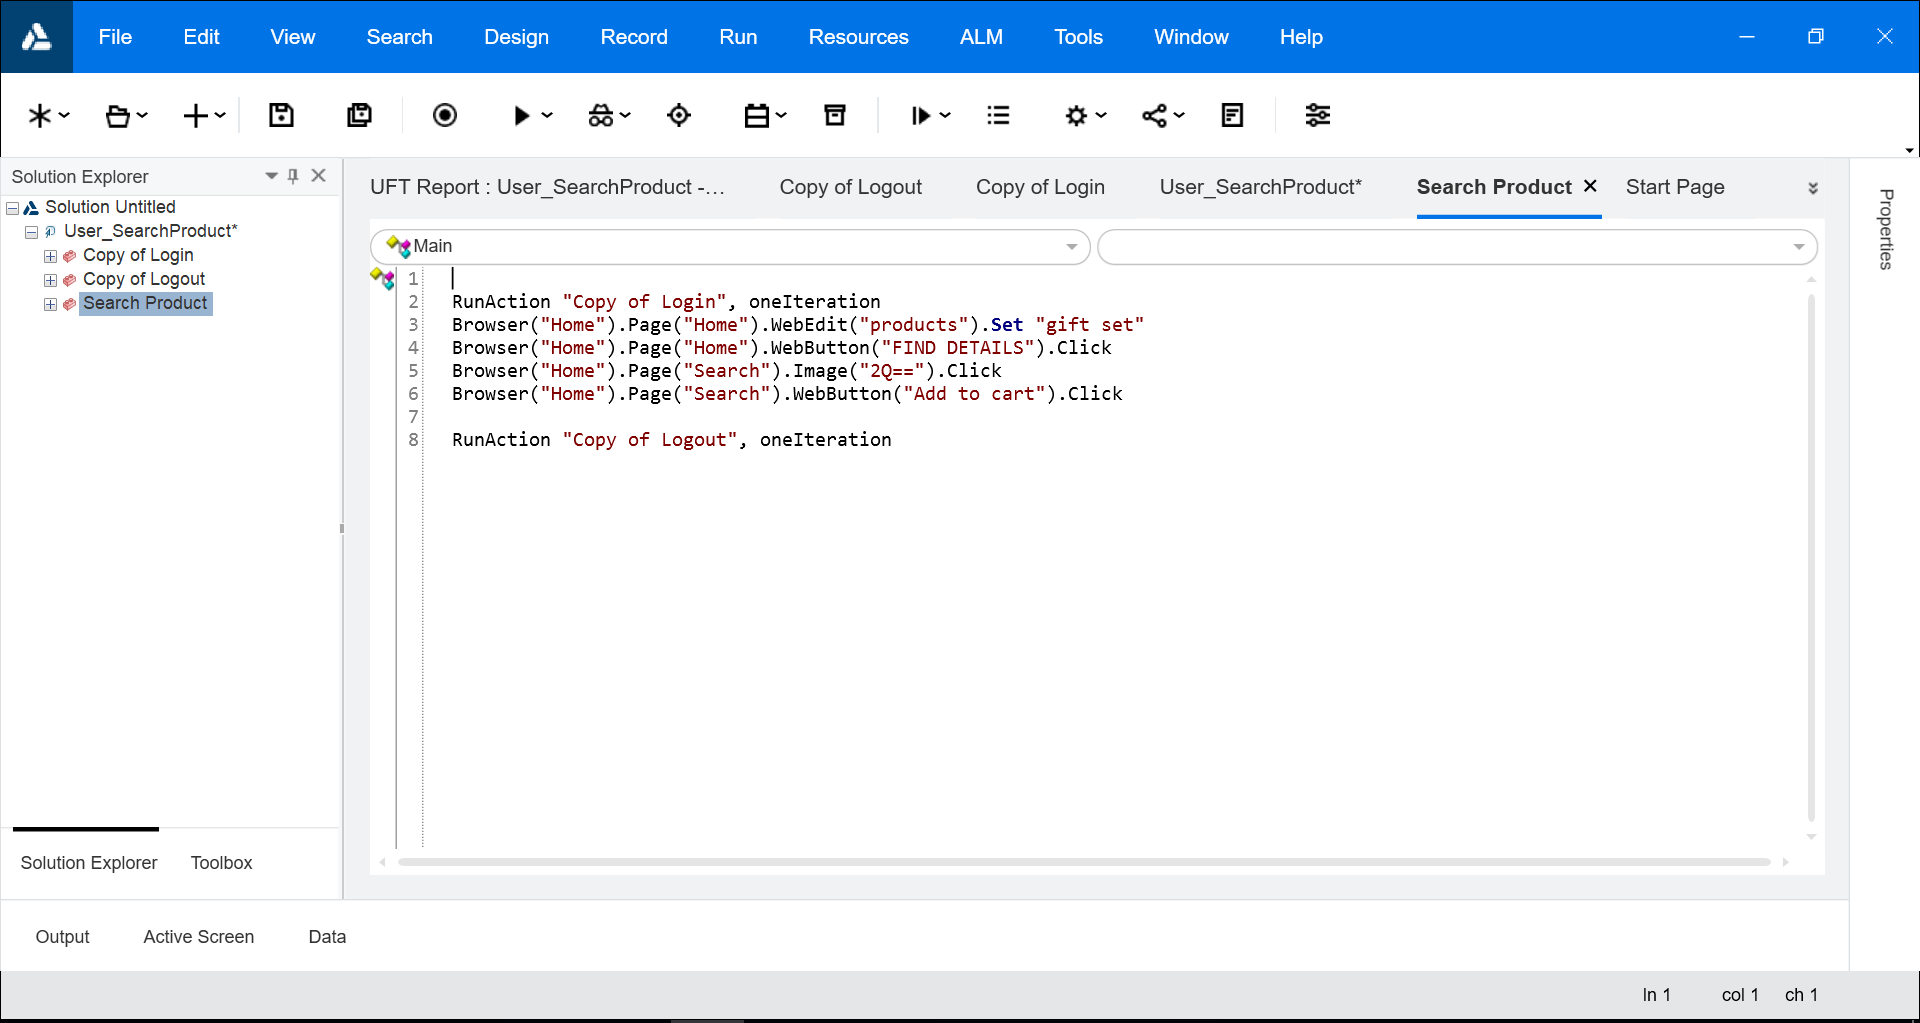 File Edit View Search Design Record Run Resources ALM Tools Window Help
Solution Explorer
Solution Untitled
User_SearchProduct*
Copy of Login
Copy of Logout
Search Product
Solution Explorer Toolbox
UFT Report : User_SearchProduct -... Copy of Logout Copy of Login User_SearchProduct* Search Product Start Page
Main
1
2 RunAction "Copy of Login", oneIteration
3 Browser("Home").Page("Home").WebEdit("products").Set "gift set"
4 Browser("Home").Page("Home").WebButton("FIND DETAILS").Click
5 Browser("Home").Page("Search").Image("2Q==").Click
6 Browser("Home").Page("Search").WebButton("Add to cart").Click
7
8 RunAction "Copy of Logout", oneIteration
Properties
Output Active Screen Data
ln 1 col 1 ch 1